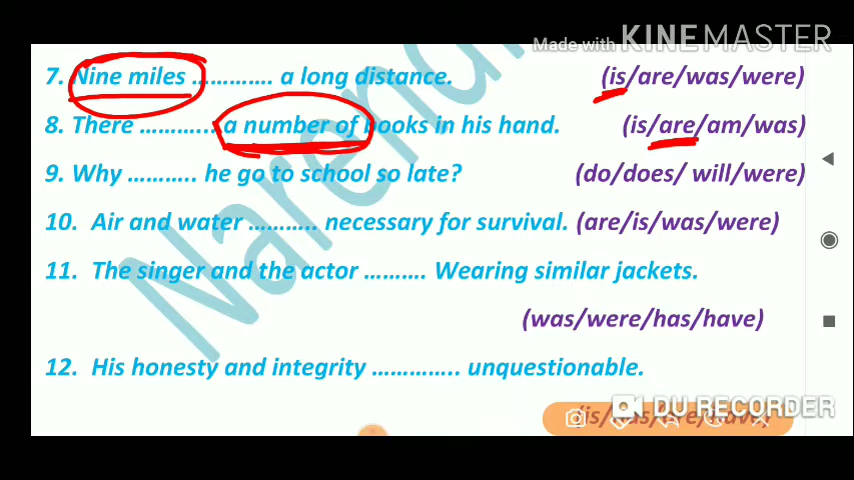 Made with KINEMASTER
7. Nine miles …………. a long distance. (is/are/was/were)
8. There ………... a number of books in his hand. (is/are/am/was)
9. Why ……….. he go to school so late? (do/does/ will/were)
10. Air and water ……….. necessary for survival. (are/is/was/were)
11. The singer and the actor ………. Wearing similar jackets.
(was/were/has/have)
12. His honesty and integrity ………….. unquestionable.
DU RECORDER